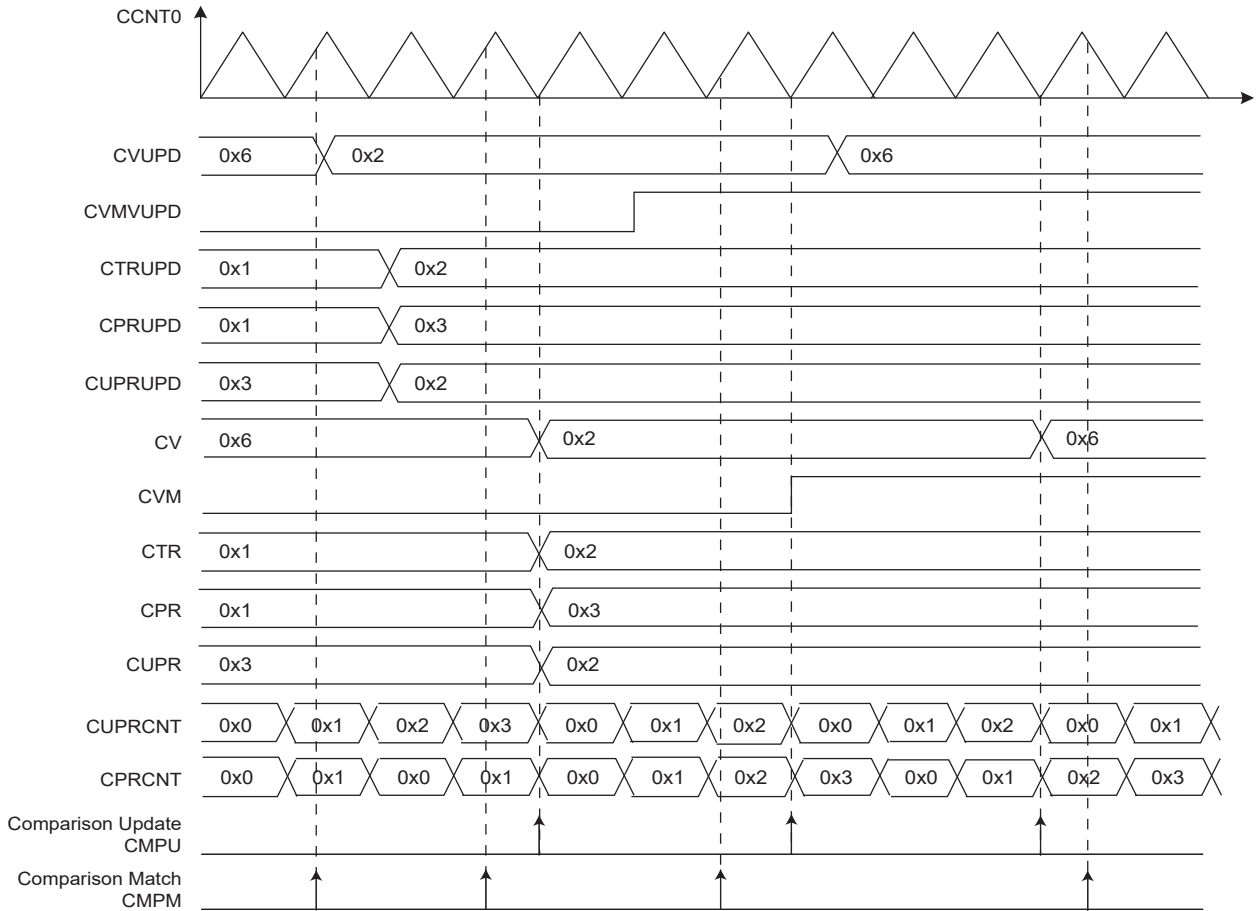 CCNT0
CVUPD 0x6 0x2 0x6
CVMVUPD
CTRUPD 0x1 0x2
CPRUPD 0x1 0x3
CUPRUPD 0x3 0x2
CV 0x6 0x2 0x6
CVM
CTR 0x1 0x2
CPR 0x1 0x3
CUPR 0x3 0x2
CUPRCNT 0x0 0x1 0x2 0x3 0x0 0x1 0x2 0x0 0x1 0x2 0x0 0x1
CPRCNT 0x0 0x1 0x0 0x1 0x0 0x1 0x2 0x3 0x0 0x1 0x2 0x3
Comparison Update
CMPU
Comparison Match
CMPM